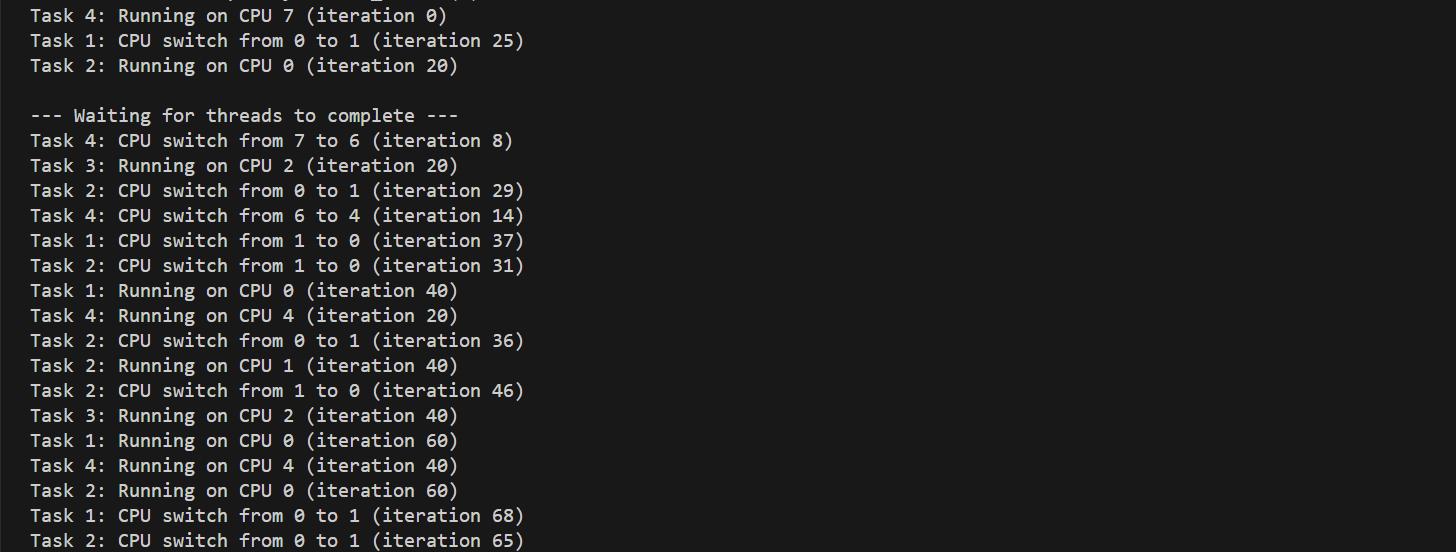 Task 4: Running on CPU 7 (iteration 0)
Task 1: CPU switch from 0 to 1 (iteration 25)
Task 2: Running on CPU 0 (iteration 20)
--- Waiting for threads to complete ---
Task 4: CPU switch from 7 to 6 (iteration 8)
Task 3: Running on CPU 2 (iteration 20)
Task 2: CPU switch from 0 to 1 (iteration 29)
Task 4: CPU switch from 6 to 4 (iteration 14)
Task 1: CPU switch from 1 to 0 (iteration 37)
Task 2: CPU switch from 1 to 0 (iteration 31)
Task 1: Running on CPU 0 (iteration 40)
Task 4: Running on CPU 4 (iteration 20)
Task 2: CPU switch from 0 to 1 (iteration 36)
Task 2: Running on CPU 1 (iteration 40)
Task 2: CPU switch from 1 to 0 (iteration 46)
Task 3: Running on CPU 2 (iteration 40)
Task 1: Running on CPU 0 (iteration 60)
Task 4: Running on CPU 4 (iteration 40)
Task 2: Running on CPU 0 (iteration 60)
Task 1: CPU switch from 0 to 1 (iteration 68)
Task 2: CPU switch from 0 to 1 (iteration 65)